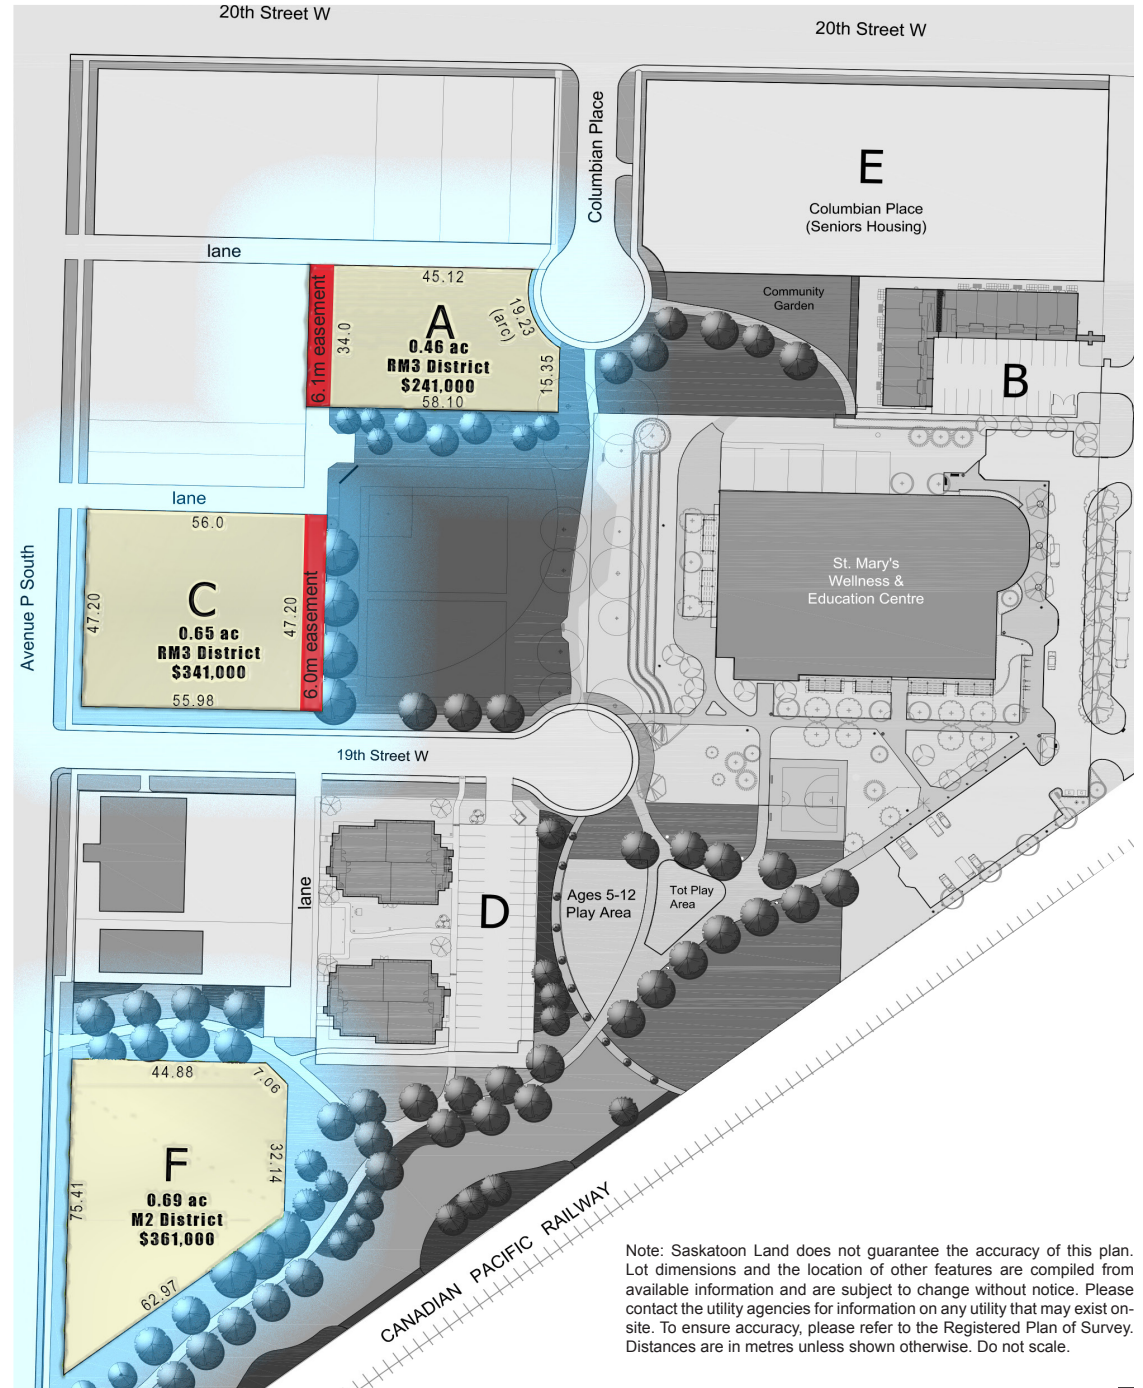 20th Street W
20th Street W
Columbian Place
E
Columbian Place
(Seniors Housing)
lane
45.12
6.1m easement
34.0
A
19.23
(arc)
0.46 ac
RM3 District
$241,000
15.35
58.10
Community
Garden
B
lane
56.0
Avenue P South
47.20
C
47.20
6.0m easement
0.65 ac
RM3 District
$341,000
55.98
St. Mary's
Wellness &
Education Centre
19th Street W
lane
D
Ages 5-12
Play Area
Tot Play
Area
44.88
7.06
32.14
75.41
F
0.69 ac
M2 District
$361,000
62.97
CANADIAN PACIFIC RAILWAY
Note: Saskatoon Land does not guarantee the accuracy of this plan.
Lot dimensions and the location of other features are compiled from
available information and are subject to change without notice. Please
contact the utility agencies for information on any utility that may exist on-
site. To ensure accuracy, please refer to the Registered Plan of Survey.
Distances are in metres unless shown otherwise. Do not scale.